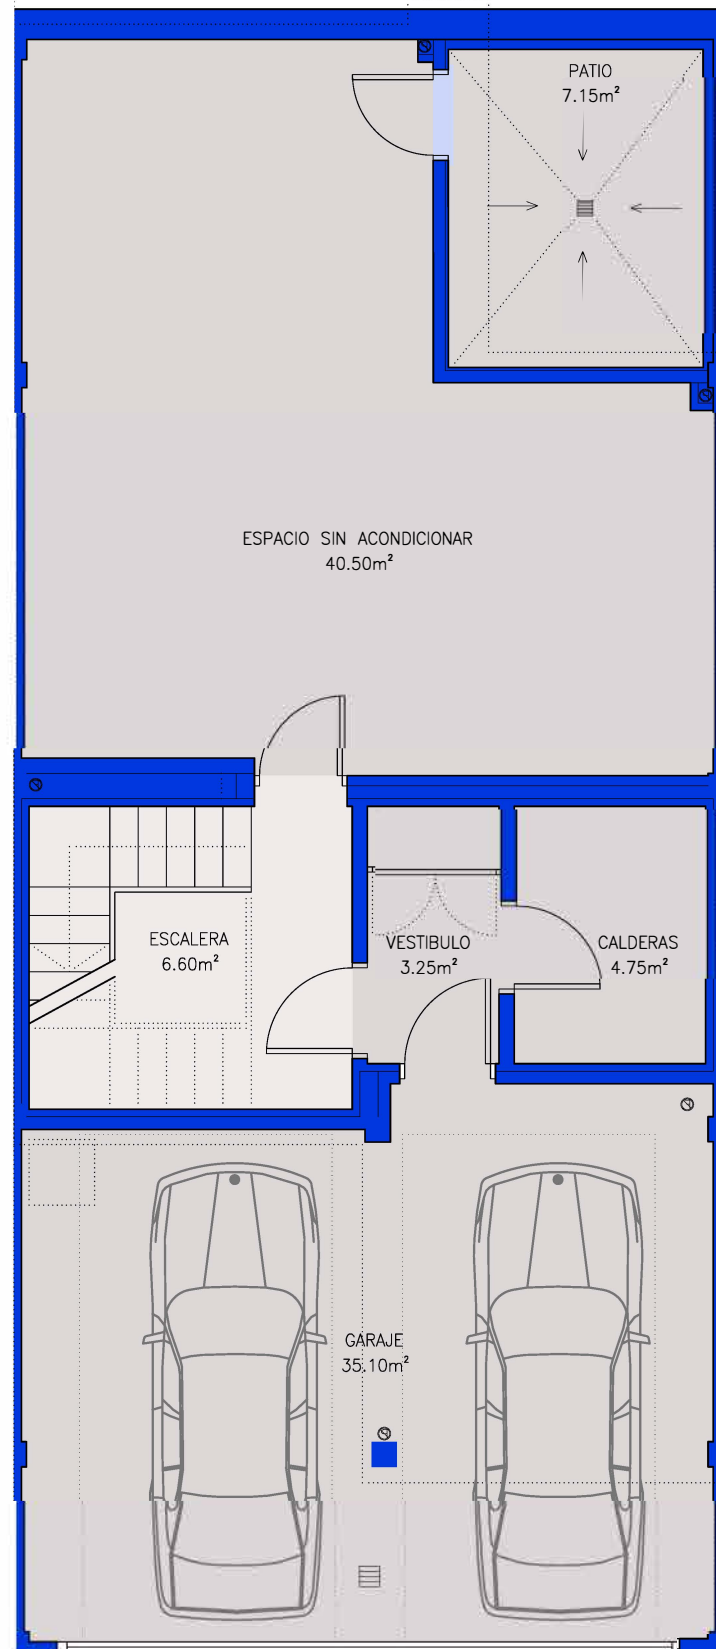 PATIO
7.15m²
ESPACIO SIN ACONDICIONAR
40.50m²
ESCALERA
6.60m²
VESTIBULO
3.25m²
CALDERAS
4.75m²
GARAJE
35.10m²